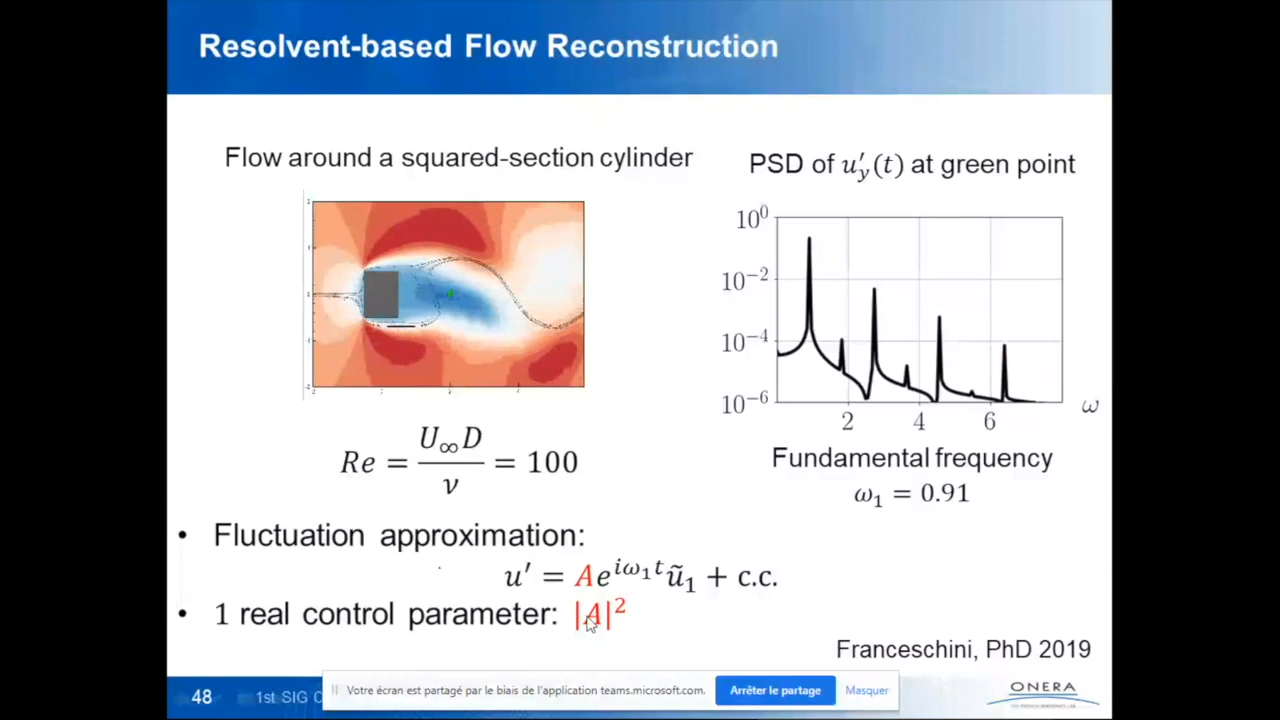 Resolvent-based Flow Reconstruction
Flow around a squared-section cylinder
PSD of u′_y(t) at green point
10⁰
10⁻²
10⁻⁴
10⁻⁶
2 4 6 ω
Re = U∞D / ν = 100
Fundamental frequency
ω₁ = 0.91
• Fluctuation approximation:
u′ = Ae^{iω₁t}ũ₁ + c.c.
• 1 real control parameter: |A|²
Franceschini, PhD 2019
48 1st SIG
Votre écran est partagé par le biais de l'application teams.microsoft.com. Arrêter le partage Masquer
ONERA